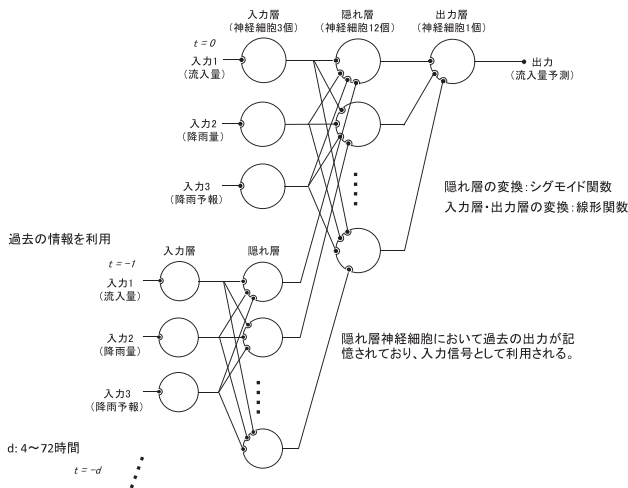 入力層
(神経細胞3個)
隠れ層
(神経細胞12個)
出力層
(神経細胞1個)
t=0
入力1
(流入量)
出力
(流入量予測)
入力2
(降雨量)
入力3
(降雨予報)
隠れ層の変換:シグモイド関数
入力層・出力層の変換:線形関数
過去の情報を利用
入力層
隠れ層
t=-1
入力1
(流入量)
入力2
(降雨量)
入力3
(降雨予報)
隠れ層神経細胞において過去の出力が記
憶されており、入力信号として利用される。
d:4～72時間
t=-d